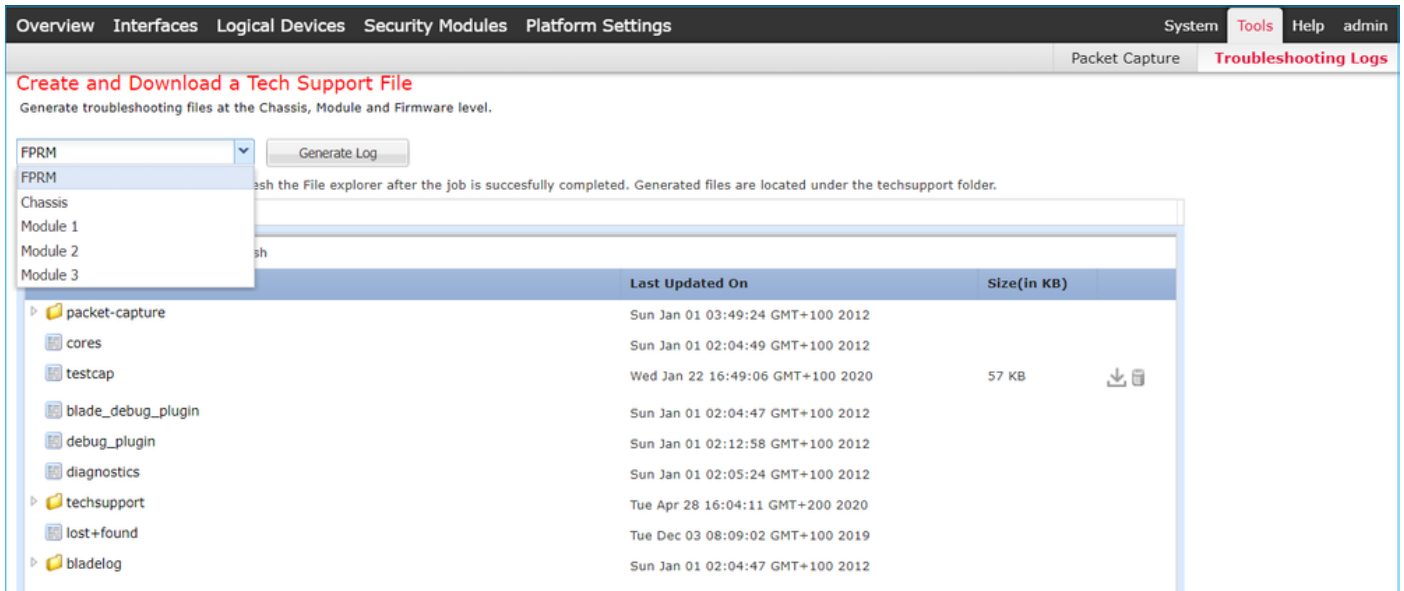 Overview Interfaces Logical Devices Security Modules Platform Settings System Tools Help admin
Packet Capture Troubleshooting Logs
Create and Download a Tech Support File
Generate troubleshooting files at the Chassis, Module and Firmware level.
FPRM Generate Log
FPRM
esh the File explorer after the job is succesfully completed. Generated files are located under the techsupport folder.
Chassis
Module 1
Module 2
sh
Module 3
Last Updated On Size(in KB)
packet-capture Sun Jan 01 03:49:24 GMT+100 2012
cores Sun Jan 01 02:04:49 GMT+100 2012
testcap Wed Jan 22 16:49:06 GMT+100 2020 57 KB
blade_debug_plugin Sun Jan 01 02:04:47 GMT+100 2012
debug_plugin Sun Jan 01 02:12:58 GMT+100 2012
diagnostics Sun Jan 01 02:05:24 GMT+100 2012
techsupport Tue Apr 28 16:04:11 GMT+200 2020
lost+found Tue Dec 03 08:09:02 GMT+100 2019
bladelog Sun Jan 01 02:04:47 GMT+100 2012